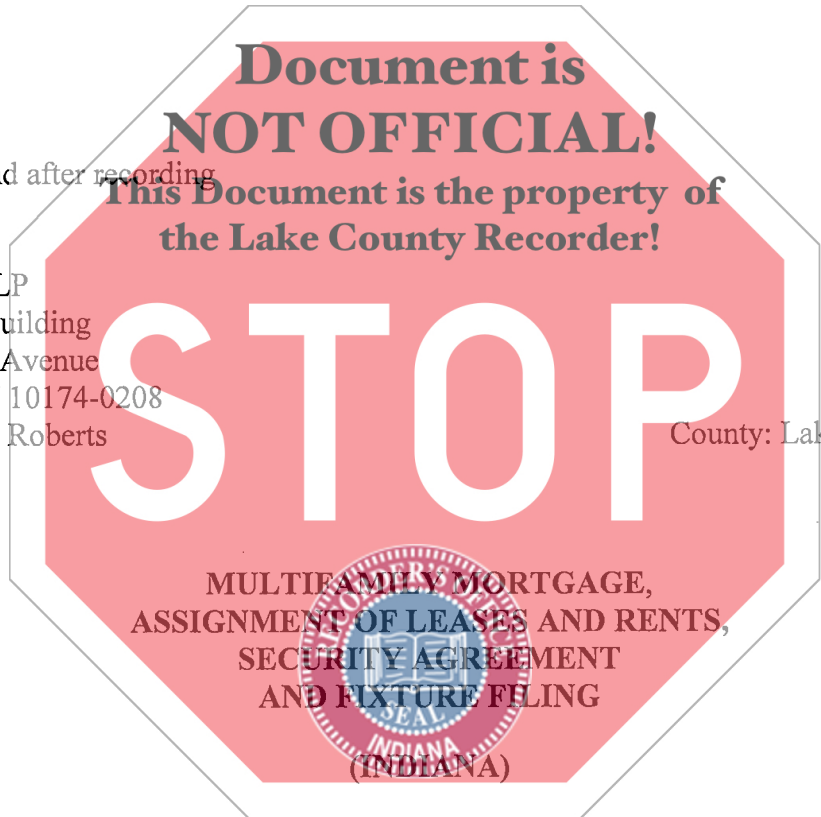 Document is
NOT OFFICIAL!
d after recording
This Document is the property of
the Lake County Recorder!
LP
uilding
Avenue
10174-0208
Roberts
County: Lak
STOP
MULTIFAMILY MORTGAGE,
ASSIGNMENT OF LEASES AND RENTS,
SECURITY AGREEMENT
AND FIXTURE FILING
SEAL
INDIANA
(INDIANA)